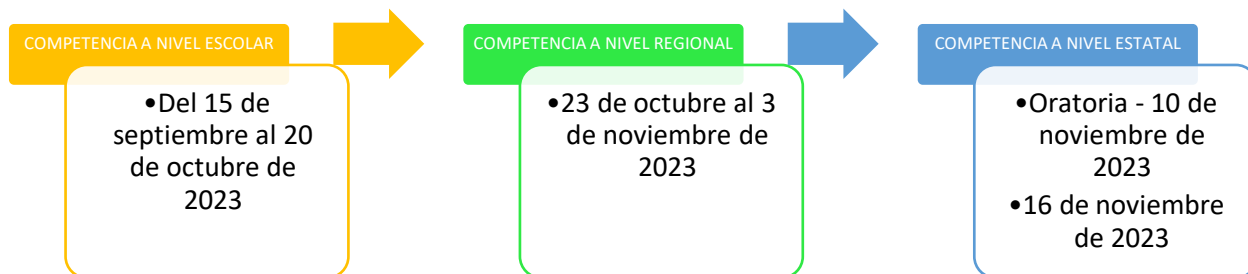 COMPETENCIA A NIVEL ESCOLAR
•Del 15 de
septiembre al 20
de octubre de
2023
COMPETENCIA A NIVEL REGIONAL
•23 de octubre al 3
de noviembre de
2023
COMPETENCIA A NIVEL ESTATAL
•Oratoria - 10 de
noviembre de
2023
•16 de noviembre
de 2023